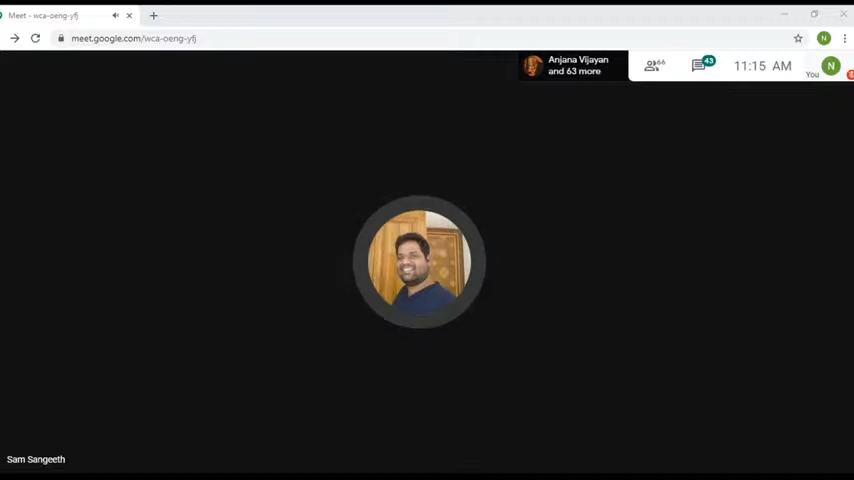 Meet - wca-oeng-yfj
meet.google.com/wca-oeng-yfj
N
Anjana Vijayan
and 63 more
66
43
11:15 AM
You
N
Sam Sangeeth